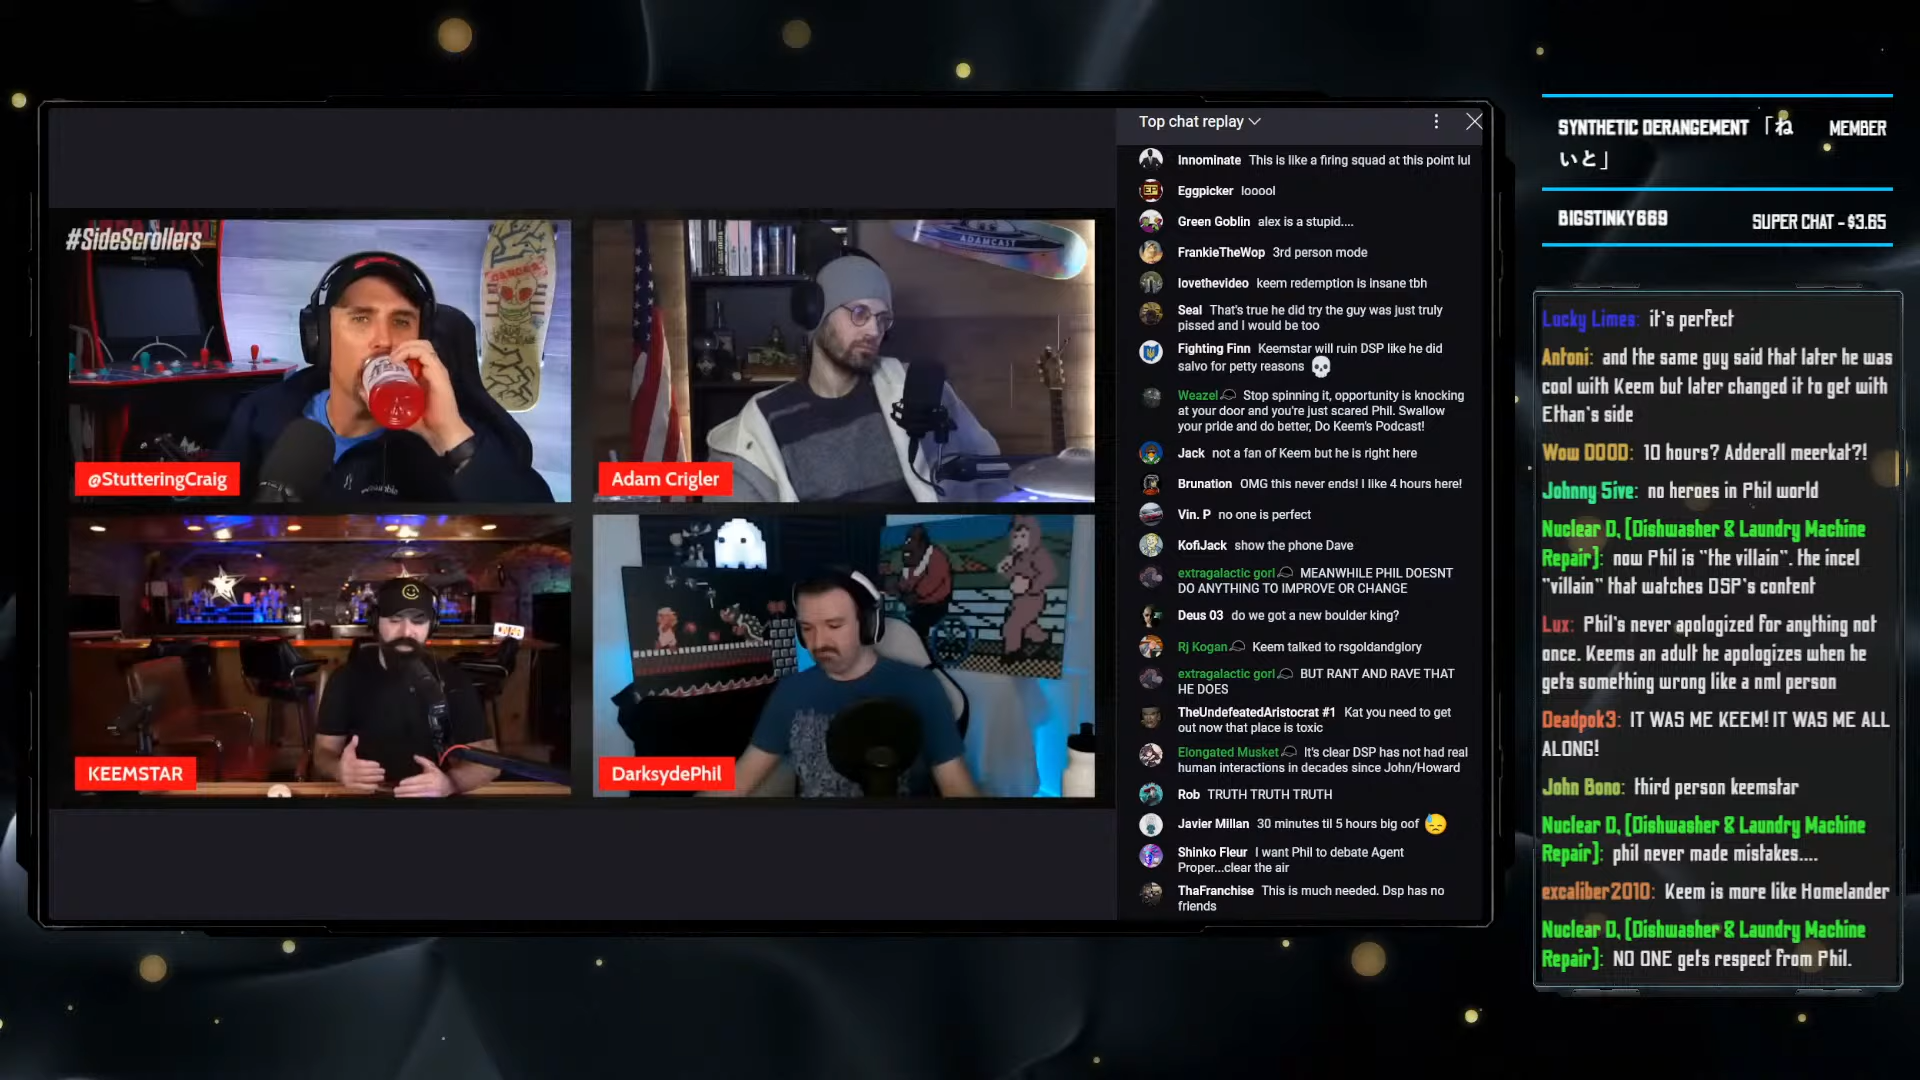 #SideScrollers
@StutteringCraig
ADAMCAST
Adam Crigler
KEEMSTAR
DarksydePhil
Top chat replay
Innominate This is like a firing squad at this point lul
Eggpicker looool
Green Goblin alex is a stupid....
FrankieTheWop 3rd person mode
lovethevideo keem redemption is insane tbh
Seal That's true he did try the guy was just truly
pissed and I would be too
Fighting Finn Keemstar will ruin DSP like he did
salvo for petty reasons 💀
Weazel Stop spinning it, opportunity is knocking
at your door and you're just scared Phil. Swallow
your pride and do better, Do Keem's Podcast!
Jack not a fan of Keem but he is right here
Brunation OMG this never ends! I like 4 hours here!
Vin. P no one is perfect
KofiJack show the phone Dave
extragalactic gorl MEANWHILE PHIL DOESNT
DO ANYTHING TO IMPROVE OR CHANGE
Deus 03 do we got a new boulder king?
Rj Kogan Keem talked to rsgoldandglory
extragalactic gorl BUT RANT AND RAVE THAT
HE DOES
TheUndefeatedAristocrat #1 Kat you need to get
out now that place is toxic
Elongated Musket It's clear DSP has not had real
human interactions in decades since John/Howard
Rob TRUTH TRUTH TRUTH
Javier Millan 30 minutes til 5 hours big oof 😓
Shinko Fleur I want Phil to debate Agent
Proper...clear the air
ThaFranchise This is much needed. Dsp has no
friends
SYNTHETIC DERANGEMENT 「ね MEMBER
いと」
BIGSTINKY669 SUPER CHAT - $3.65
Lucky Limes: it's perfect
Antoni: and the same guy said that later he was
cool with Keem but later changed it to get with
Ethan's side
Wow DOOD: 10 hours? Adderall meerkat?!
Johnny 5ive: no heroes in Phil world
Nuclear D, [Dishwasher & Laundry Machine
Repair]: now Phil is "the villain". the incel
"villain" that watches DSP's content
Lux: Phil's never apologized for anything not
once. Keems an adult he apologizes when he
gets something wrong like a nml person
Deadpok3: IT WAS ME KEEM! IT WAS ME ALL
ALONG!
John Bono: third person keemstar
Nuclear D, [Dishwasher & Laundry Machine
Repair]: phil never made mistakes....
excaliber2010: Keem is more like Homelander
Nuclear D, [Dishwasher & Laundry Machine
Repair]: NO ONE gets respect from Phil.